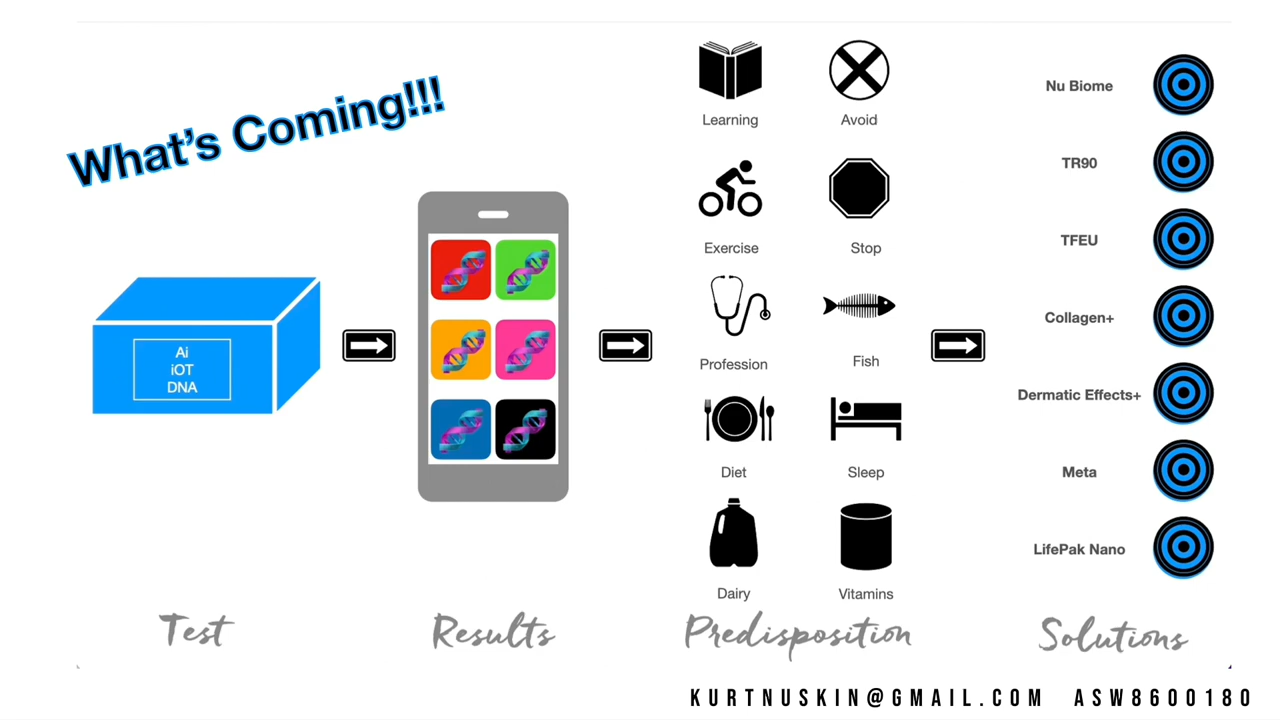 What's Coming!!!
Ai
iOT
DNA
Learning
Avoid
Exercise
Stop
Profession
Fish
Diet
Sleep
Dairy
Vitamins
Nu Biome
TR90
TFEU
Collagen+
Dermatic Effects+
Meta
LifePak Nano
Test
Results
Predisposition
Solutions
KURTNUSKIN@GMAIL.COM ASW8600180